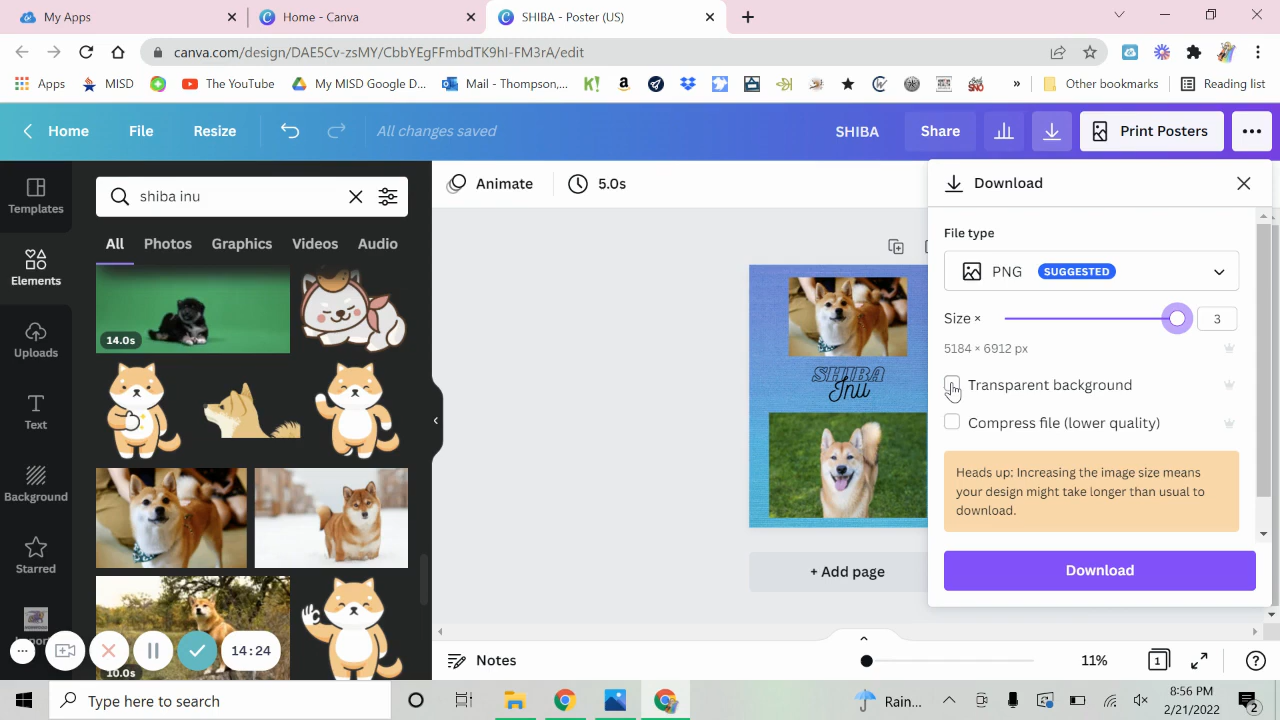 My Apps
Home - Canva
SHIBA - Poster (US)
canva.com/design/DAE5Cv-zsMY/CbbYEgFFmbdTK9hI-FM3rA/edit
Apps
MISD
The YouTube
My MISD Google D...
Mail - Thompson,...
K!
a
»
Other bookmarks
Reading list
Home
File
Resize
All changes saved
SHIBA
Share
Print Posters
Templates
Elements
Uploads
Text
Background
Starred
shiba inu
All
Photos
Graphics
Videos
Audio
14.0s
10.0s
Animate
5.0s
SHIBA
Inu
+ Add page
Download
File type
PNG
SUGGESTED
Size ×
3
5184 × 6912 px
Transparent background
Compress file (lower quality)
Heads up: Increasing the image size means
your design might take longer than usual to
download.
Download
14:24
Notes
11%
1
Type here to search
Rain...
8:56 PM
2/21/2022
2